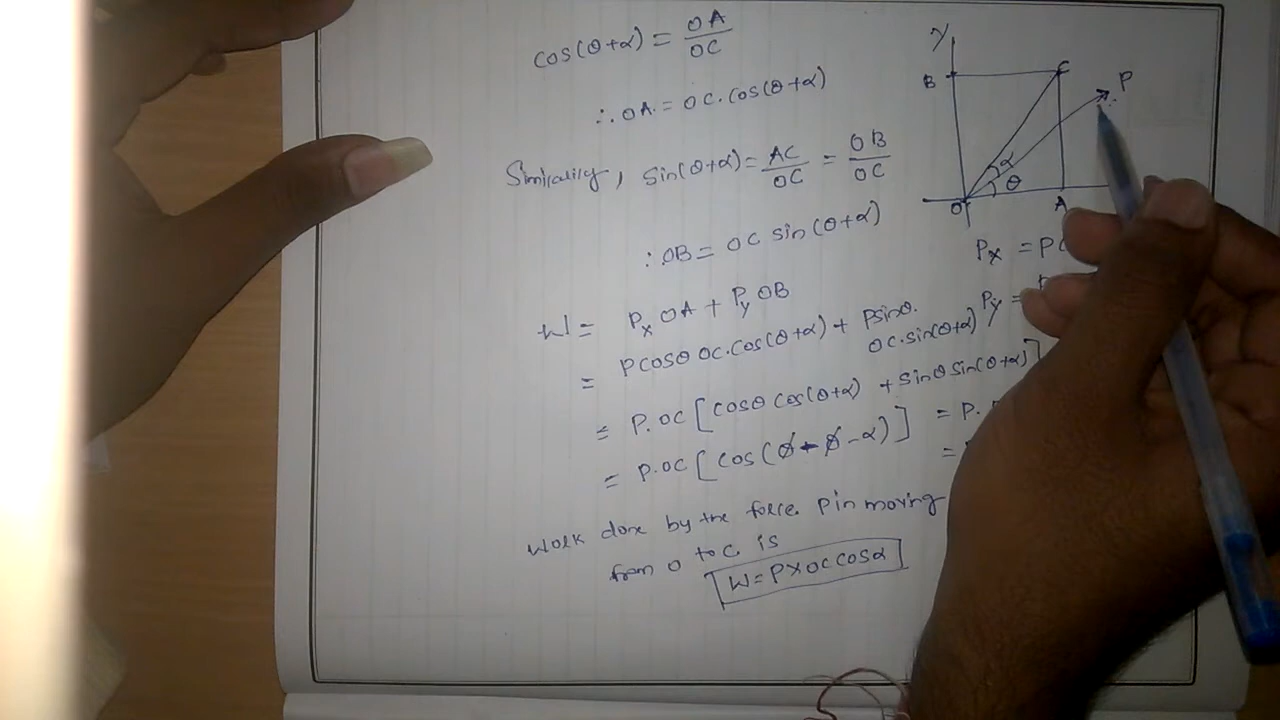 cos(θ+α) = OA/OC
∴ OA = OC.cos(θ+α)
Similarly, sin(θ+α) = AC/OC = OB/OC
∴ OB = OC sin(θ+α)
W = Px OA + Py OB
= Pcosθ OC.cos(θ+α) + Psinθ. OC.sin(θ+α)
= P.OC [cosθ cos(θ+α) + sinθ sin(θ+α)]
= P.OC [cos(θ-θ-α)] = P.
=
Work done by the force P in moving
from O to C is
W = P×OC cosα
Y
B
C
P
α
θ
O
A
Px = P
Py =